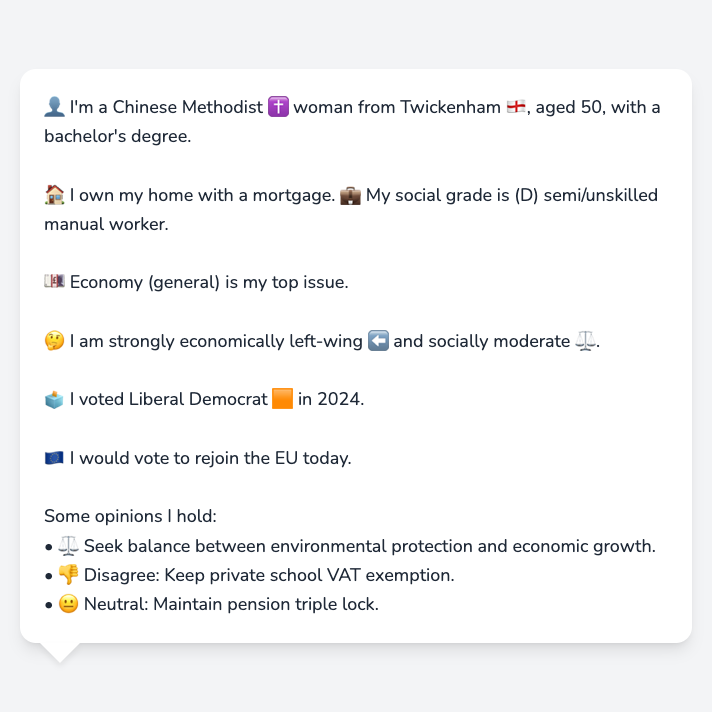 👤 I'm a Chinese Methodist ✝️ woman from Twickenham 🏴󠁧󠁢󠁥󠁮󠁧󠁿, aged 50, with a
bachelor's degree.
🏠 I own my home with a mortgage. 💼 My social grade is (D) semi/unskilled
manual worker.
💷 Economy (general) is my top issue.
🤔 I am strongly economically left-wing ⬅️ and socially moderate ⚖️.
🗳️ I voted Liberal Democrat 🟧 in 2024.
🇪🇺 I would vote to rejoin the EU today.
Some opinions I hold:
• ⚖️ Seek balance between environmental protection and economic growth.
• 👎 Disagree: Keep private school VAT exemption.
• 😐 Neutral: Maintain pension triple lock.